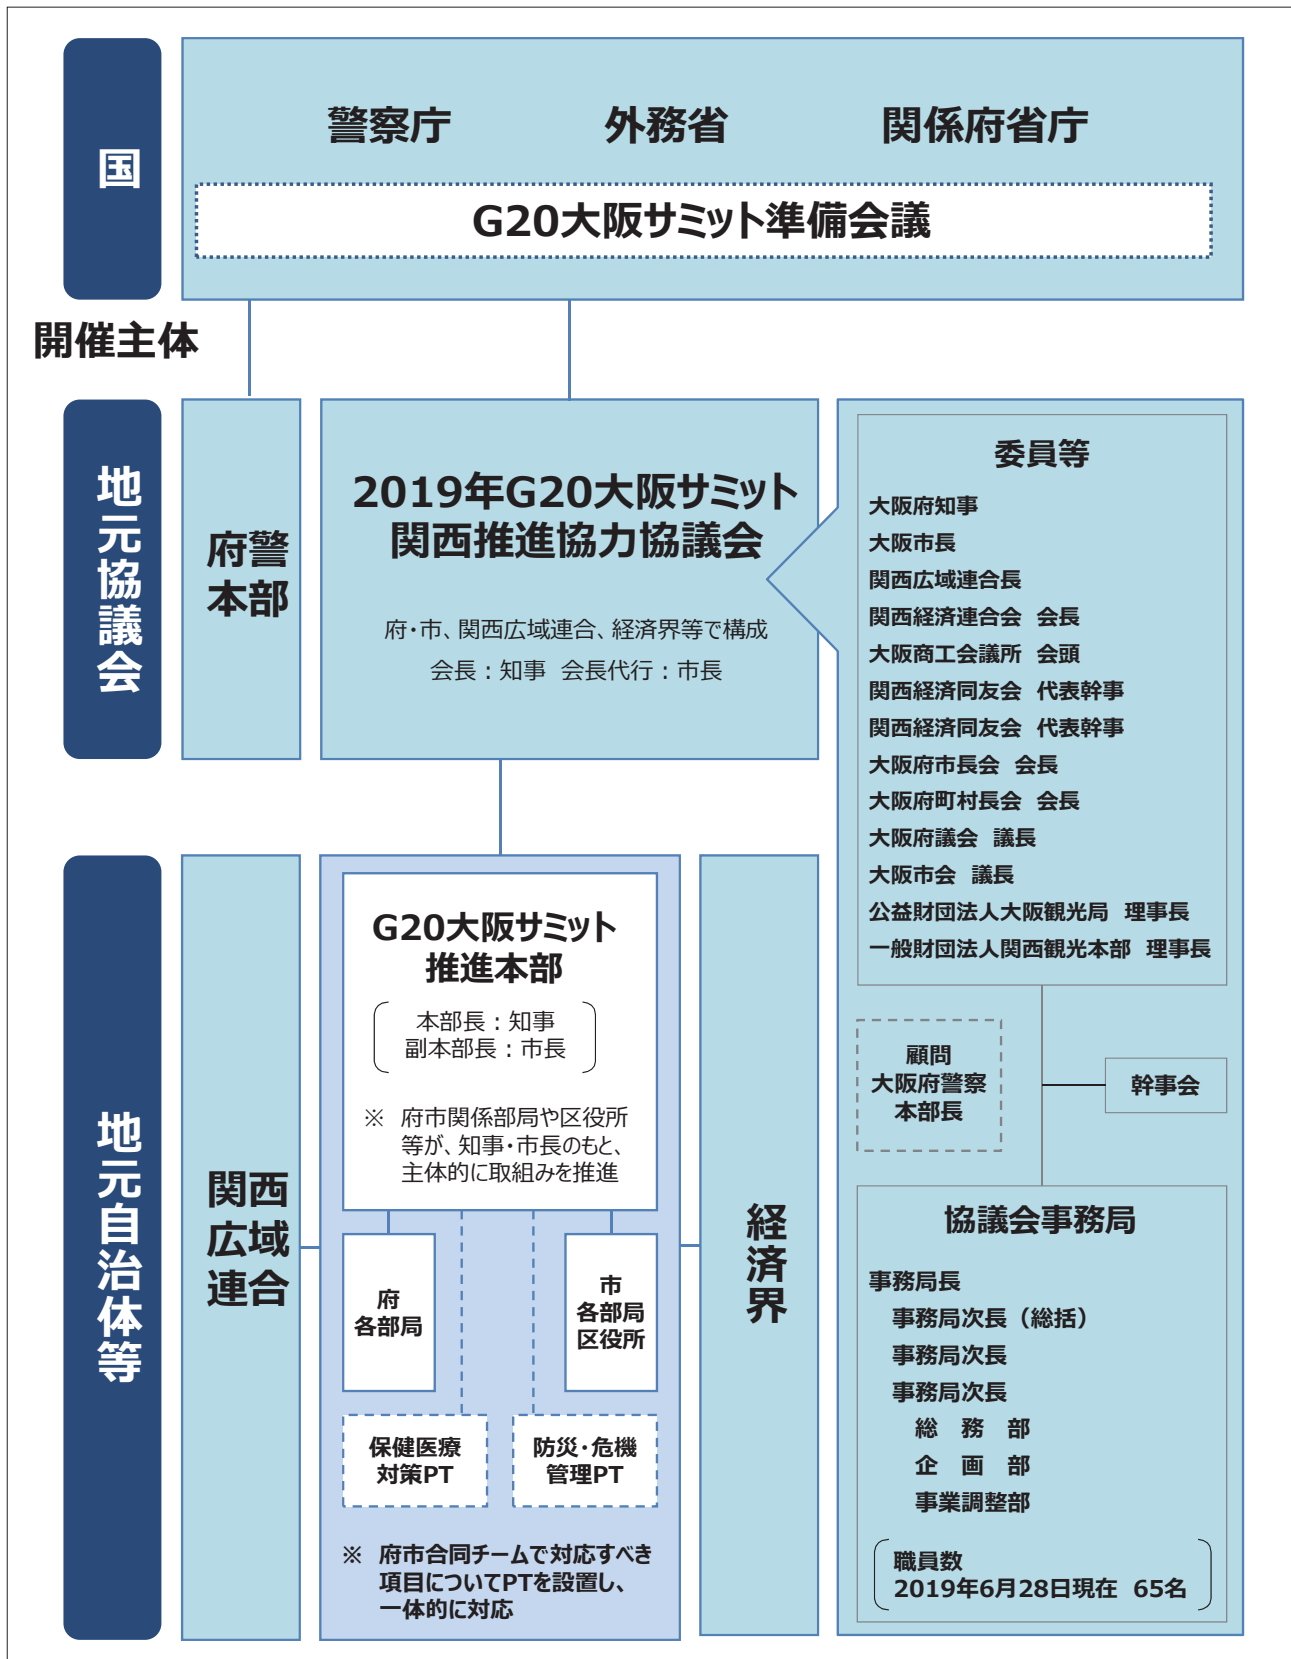 国
警察庁
外務省
関係府省庁
G20大阪サミット準備会議
開催主体
地元協議会
府警
本部
2019年G20大阪サミット
関西推進協力協議会
府・市、関西広域連合、経済界等で構成
会長：知事 会長代行：市長
委員等
大阪府知事
大阪市長
関西広域連合長
関西経済連合会 会長
大阪商工会議所 会頭
関西経済同友会 代表幹事
関西経済同友会 代表幹事
大阪府市長会 会長
大阪府町村長会 会長
大阪府議会 議長
大阪市会 議長
公益財団法人大阪観光局 理事長
一般財団法人関西観光本部 理事長
顧問
大阪府警察
本部長
幹事会
協議会事務局
事務局長
事務局次長（総括）
事務局次長
事務局次長
総 務 部
企 画 部
事業調整部
職員数
2019年6月28日現在 65名
地元自治体等
関西
広域
連合
G20大阪サミット
推進本部
本部長：知事
副本部長：市長
※ 府市関係部局や区役所
等が、知事・市長のもと、
主体的に取組みを推進
府
各部局
市
各部局
区役所
保健医療
対策PT
防災・危機
管理PT
※ 府市合同チームで対応すべき
項目についてPTを設置し、
一体的に対応
経済界